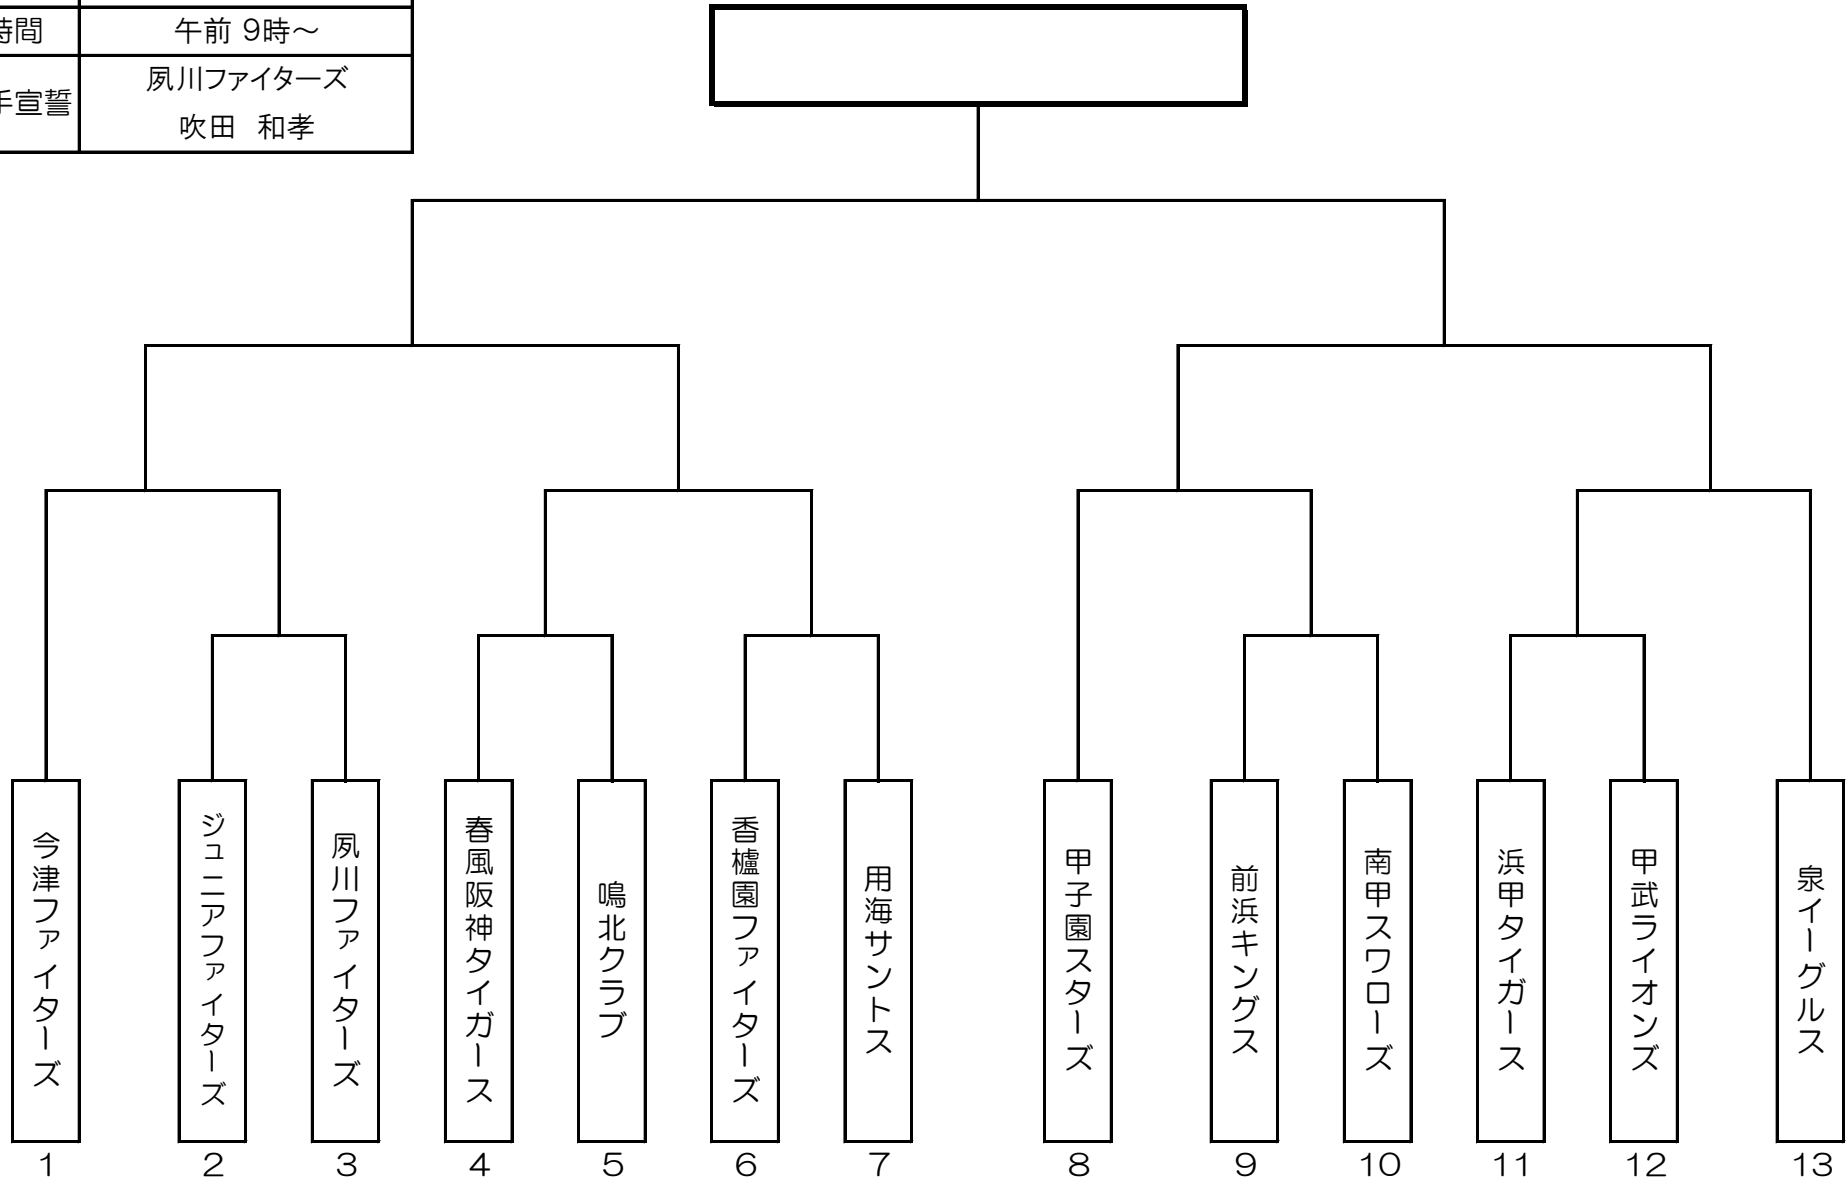 時間
午前 9時～
手宣誓
夙川ファイターズ
吹田　和孝
今津ファイターズ
ジュニアファイターズ
夙川ファイターズ
春風阪神タイガース
鳴北クラブ
香櫨園ファイターズ
用海サントス
甲子園スターズ
前浜キングス
南甲スワローズ
浜甲タイガース
甲武ライオンズ
泉イーグルス
1 2 3 4 5 6 7 8 9 10 11 12 13